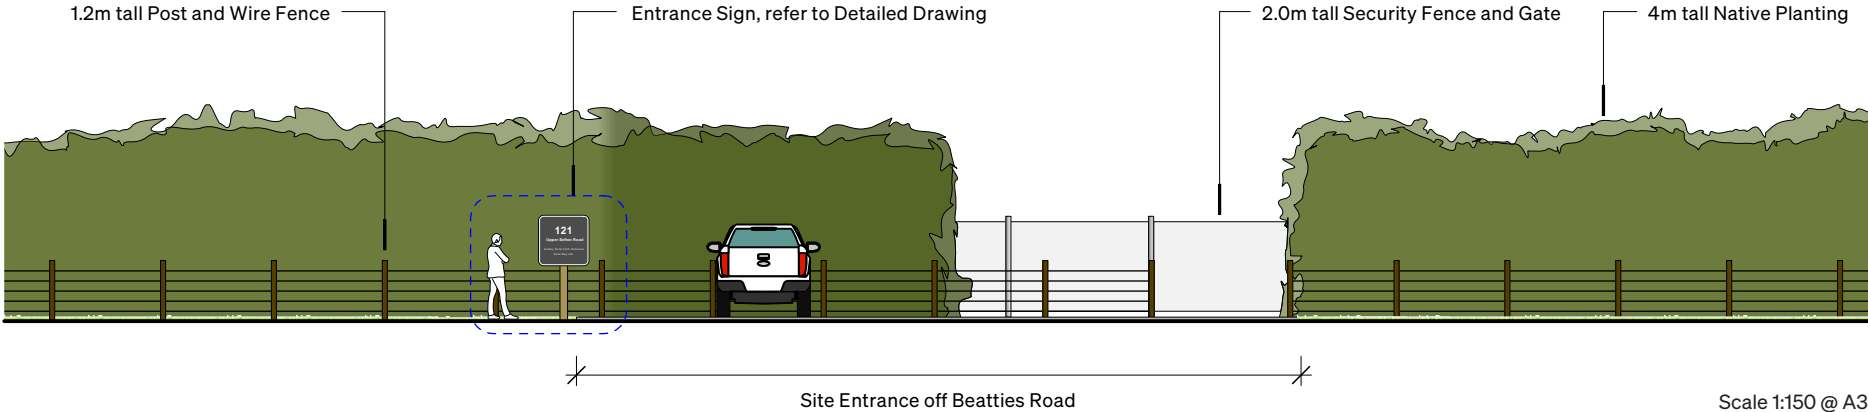 1.2m tall Post and Wire Fence
Entrance Sign, refer to Detailed Drawing
2.0m tall Security Fence and Gate
4m tall Native Planting
121
Upper Sefton Road
Site Entrance off Beatties Road
Scale 1:150 @ A3